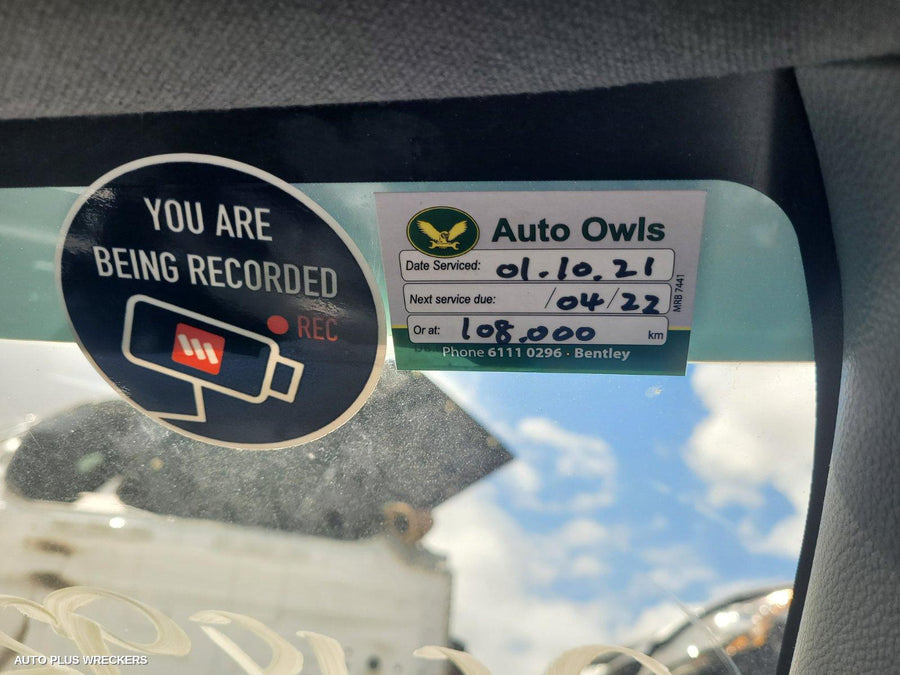 YOU ARE
BEING RECORDED
REC
Auto Owls
Date Serviced: 01.10.21
Next service due: /04/22
Or at: 108,000 km
Phone 6111 0296 · Bentley
MRB 7441
AUTO PLUS WRECKERS